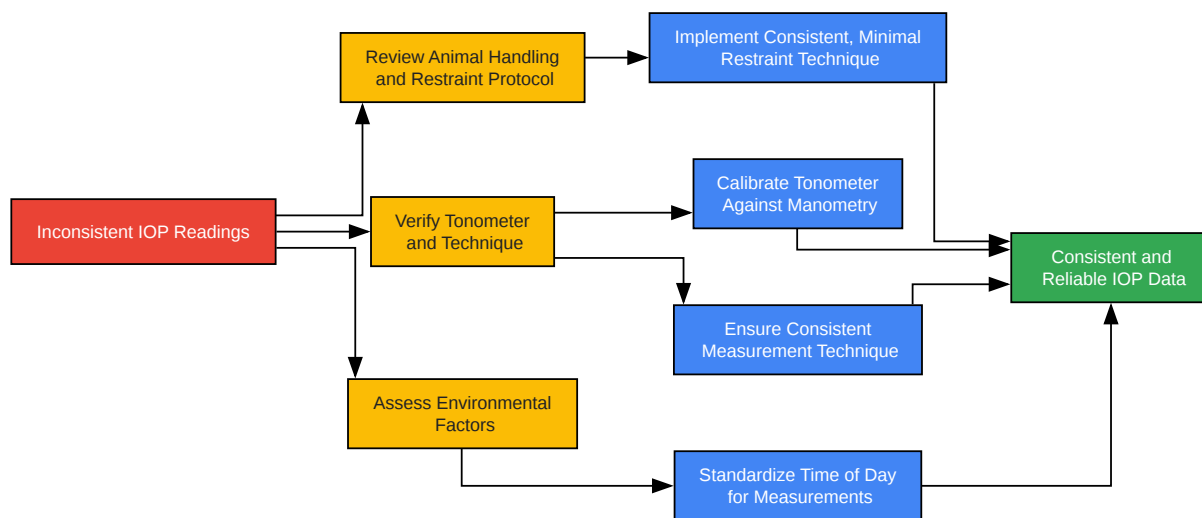 Review Animal Handling
and Restraint Protocol
Implement Consistent, Minimal
Restraint Technique
Inconsistent IOP Readings
Verify Tonometer
and Technique
Calibrate Tonometer
Against Manometry
Ensure Consistent
Measurement Technique
Consistent and
Reliable IOP Data
Assess Environmental
Factors
Standardize Time of Day
for Measurements